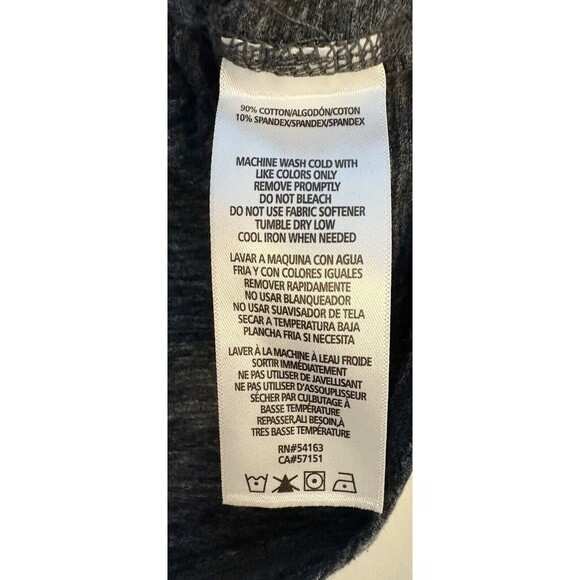 90% COTTON/ALGODÓN/COTON
10% SPANDEX/SPANDEX/SPANDEX
MACHINE WASH COLD WITH
LIKE COLORS ONLY
REMOVE PROMPTLY
DO NOT BLEACH
DO NOT USE FABRIC SOFTENER
TUMBLE DRY LOW
COOL IRON WHEN NEEDED
LAVAR A MAQUINA CON AGUA
FRIA Y CON COLORES IGUALES
REMOVER RAPIDAMENTE
NO USAR BLANQUEADOR
NO USAR SUAVISADOR DE TELA
SECAR A TEMPERATURA BAJA
PLANCHA FRIA SI NECESITA
LAVER À LA MACHINE À LEAU FROIDE
SORTIR IMMÉDIATEMENT
NE PAS UTILISER DE JAVELLISANT
NE PAS UTILISER D'ASSOUPLISSEUR
SÉCHER PAR CULBUTAGE À
BASSE TEMPÉRATURE
REPASSER,ALI BESOIN,À
TRES BASSE TEMPÉRATURE
RN#54163
CA#57151